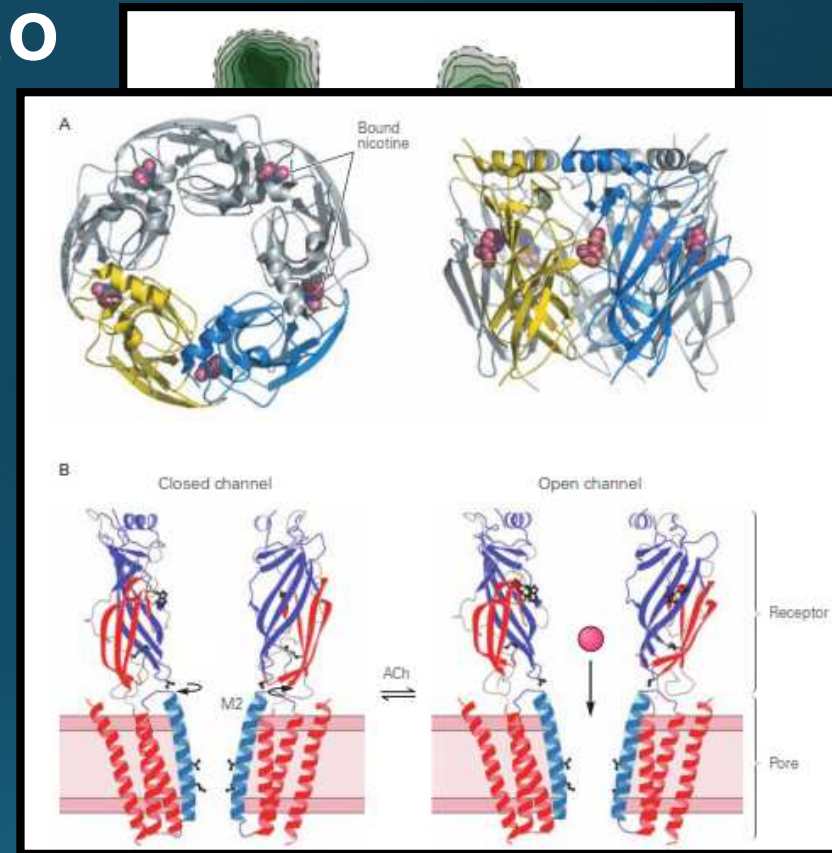 o
A
Bound
nicotine
B
Closed channel
Open channel
Receptor
ACh
M2
Pore